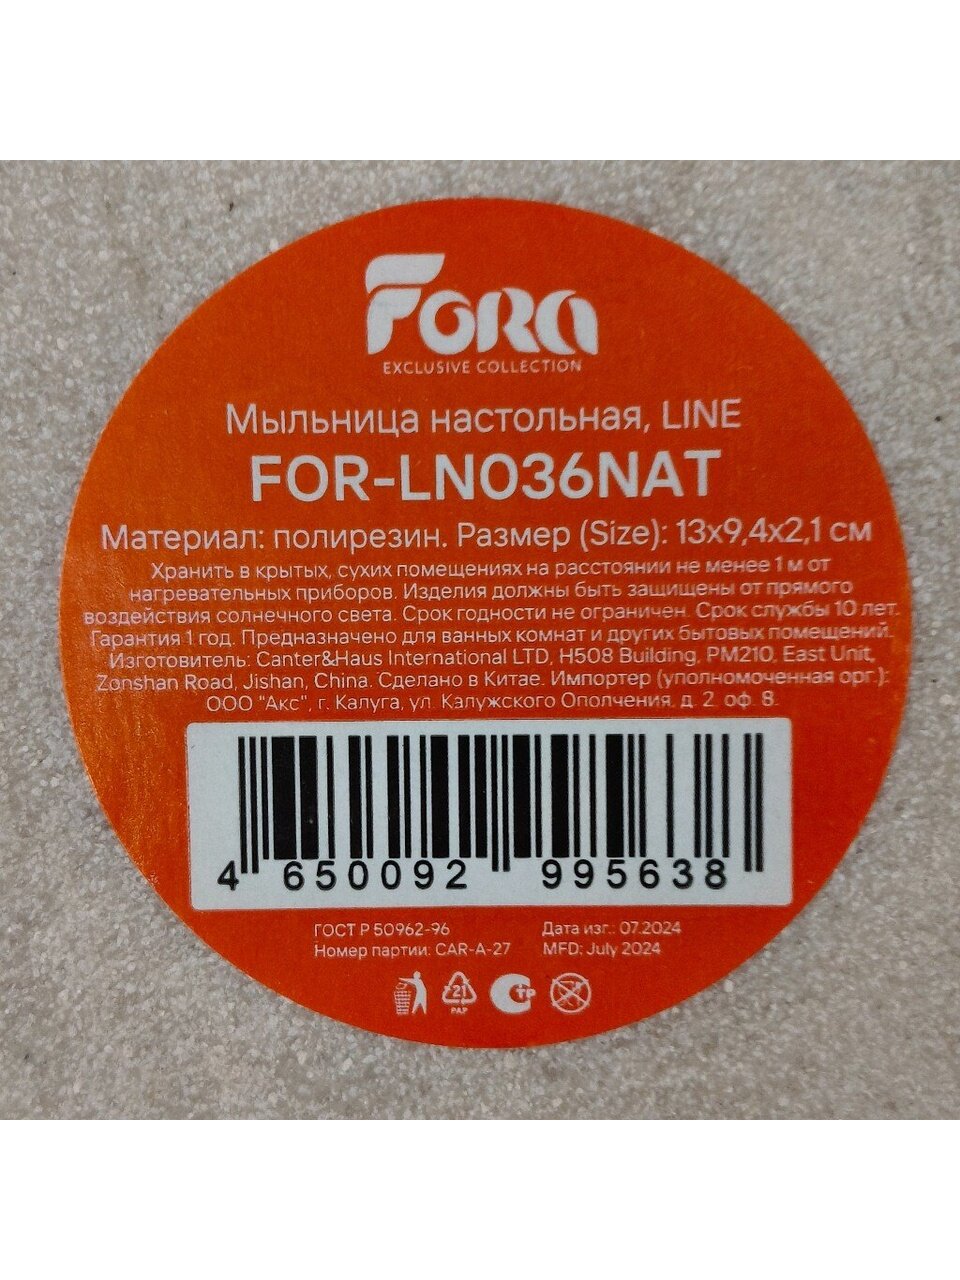 FORA
EXCLUSIVE COLLECTION
Мыльница настольная, LINE
FOR-LN036NAT
Материал: полирезин. Размер (Size): 13х9,4х2,1 см
Хранить в крытых, сухих помещениях на расстоянии не менее 1 м от
нагревательных приборов. Изделия должны быть защищены от прямого
воздействия солнечного света. Срок годности не ограничен. Срок службы 10 лет.
Гарантия 1 год. Предназначено для ванных комнат и других бытовых помещений.
Изготовитель: Canter&Haus International LTD, H508 Building, PM210, East Unit,
Zonshan Road, Jishan, China. Сделано в Китае. Импортер (уполномоченная орг.):
ООО "Акс", г. Калуга, ул. Калужского Ополчения, д. 2, оф. 8.
4 650092 995638
ГОСТ Р 50962-96 Дата изг.: 07.2024
Номер партии: CAR-A-27 MFD: July 2024
21
PAP
СТР